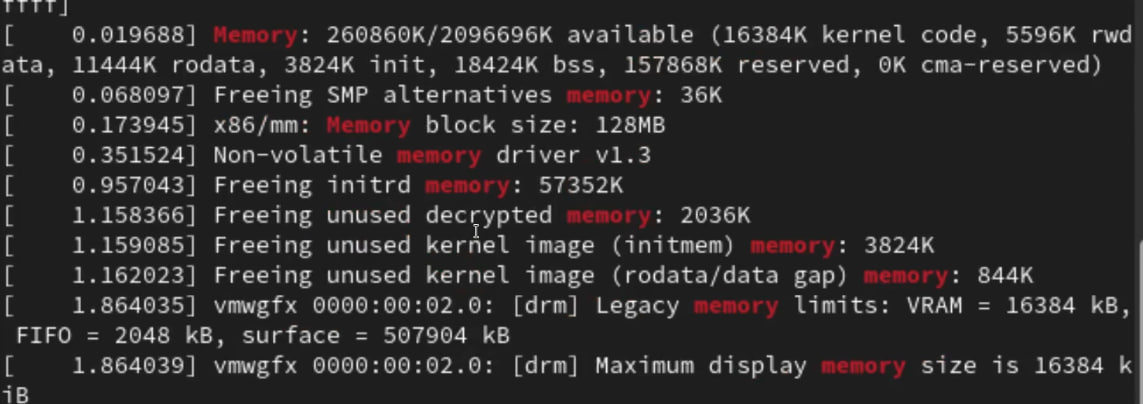 ffff]
[    0.019688] Memory: 260860K/2096696K available (16384K kernel code, 5596K rwd
ata, 11444K rodata, 3824K init, 18424K bss, 157868K reserved, 0K cma-reserved)
[    0.068097] Freeing SMP alternatives memory: 36K
[    0.173945] x86/mm: Memory block size: 128MB
[    0.351524] Non-volatile memory driver v1.3
[    0.957043] Freeing initrd memory: 57352K
[    1.158366] Freeing unused decrypted memory: 2036K
[    1.159085] Freeing unused kernel image (initmem) memory: 3824K
[    1.162023] Freeing unused kernel image (rodata/data gap) memory: 844K
[    1.864035] vmwgfx 0000:00:02.0: [drm] Legacy memory limits: VRAM = 16384 kB,
 FIFO = 2048 kB, surface = 507904 kB
[    1.864039] vmwgfx 0000:00:02.0: [drm] Maximum display memory size is 16384 k
iB